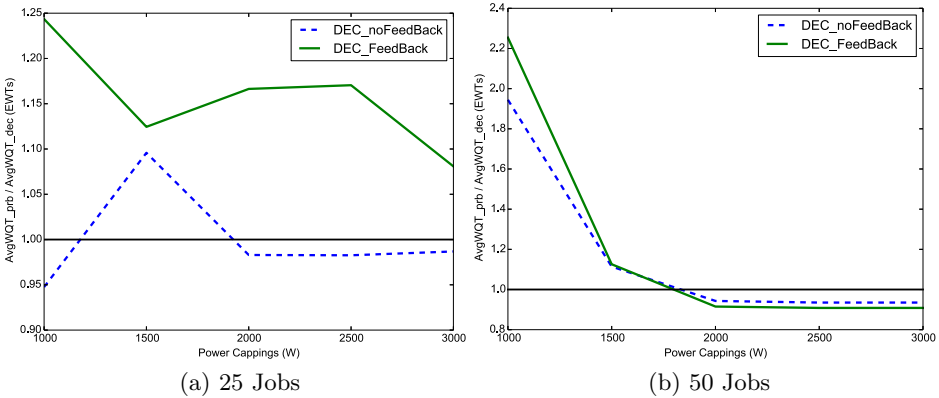 1.25
1.20
1.15
1.10
1.05
1.00
0.95
0.90
AvgWQT_prb / AvgWQT_dec (EWTs)
DEC_noFeedBack
DEC_FeedBack
1000
1500
2000
2500
3000
Power Cappings (W)
(a) 25 Jobs
2.4
2.2
2.0
1.8
1.6
1.4
1.2
1.0
0.8
AvgWQT_prb / AvgWQT_dec (EWTs)
DEC_noFeedBack
DEC_FeedBack
1000
1500
2000
2500
3000
Power Cappings (W)
(b) 50 Jobs